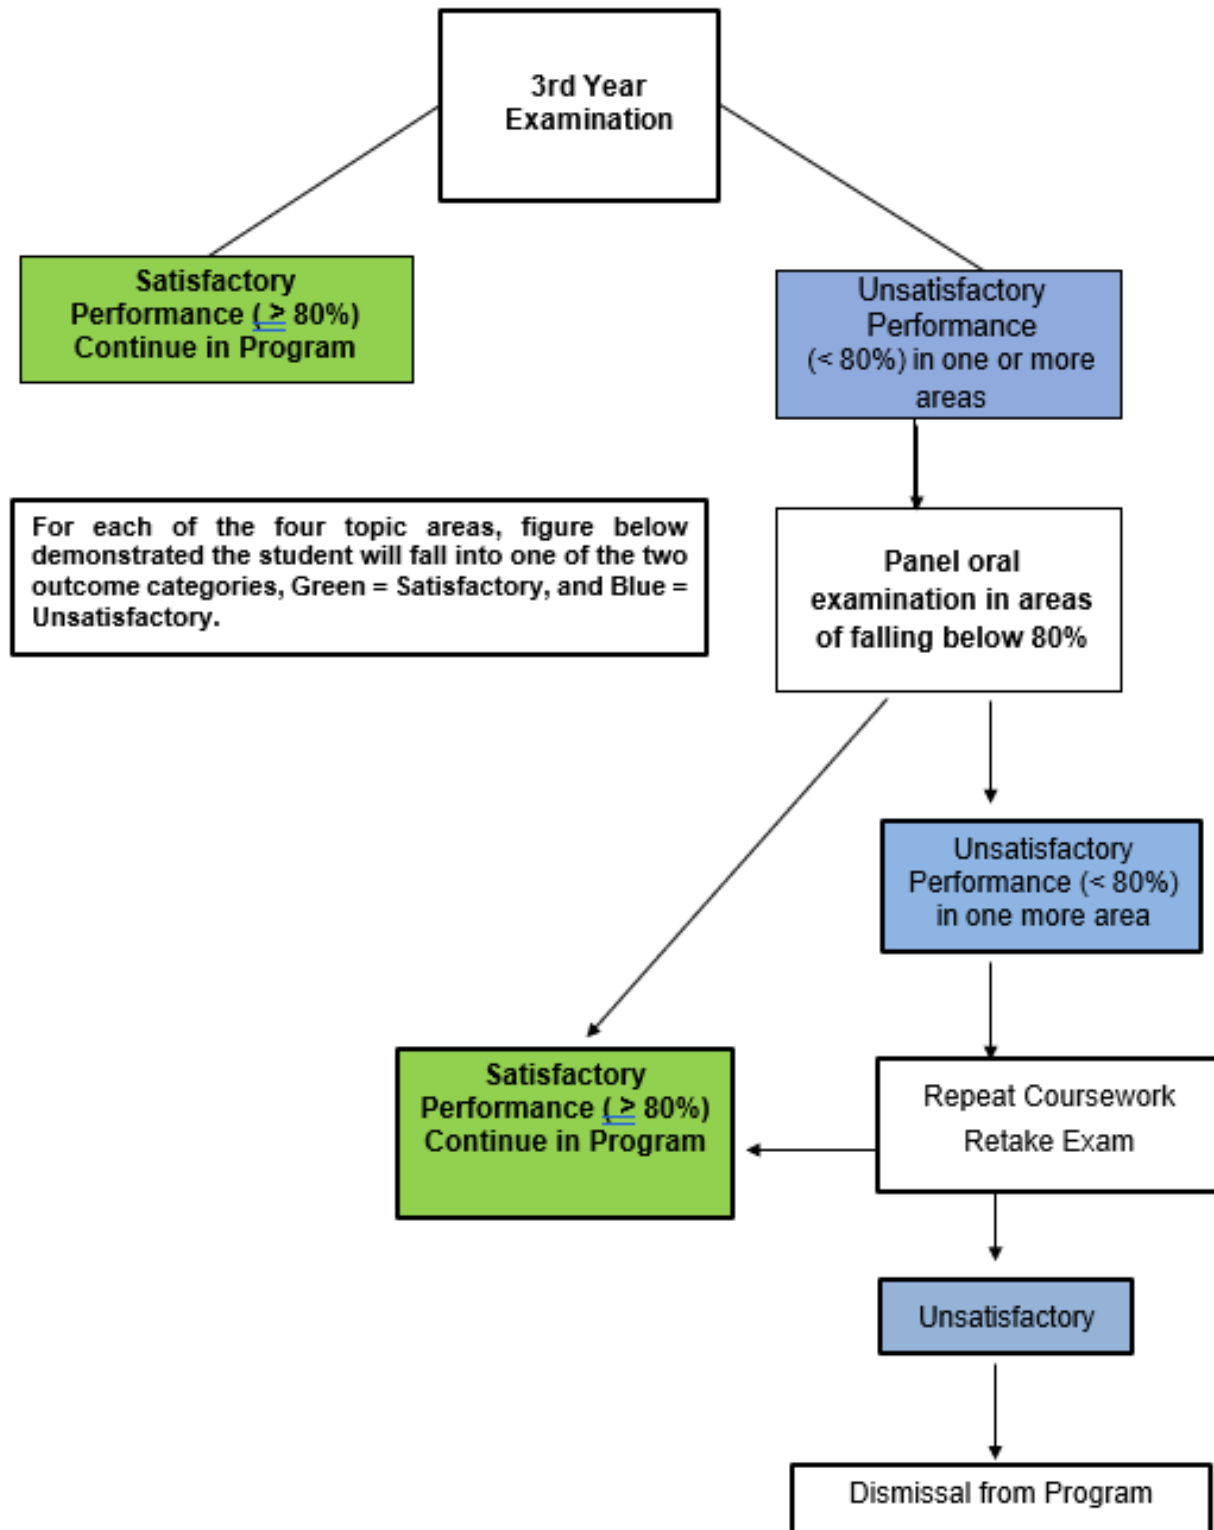 3rd Year
Examination
Satisfactory
Performance ( ≥ 80%)
Continue in Program
Unsatisfactory
Performance
(< 80%) in one or more
areas
For each of the four topic areas, figure below
demonstrated the student will fall into one of the two
outcome categories, Green = Satisfactory, and Blue =
Unsatisfactory.
Panel oral
examination in areas
of falling below 80%
Unsatisfactory
Performance (< 80%)
in one more area
Satisfactory
Performance ( ≥ 80%)
Continue in Program
Repeat Coursework
Retake Exam
Unsatisfactory
Dismissal from Program